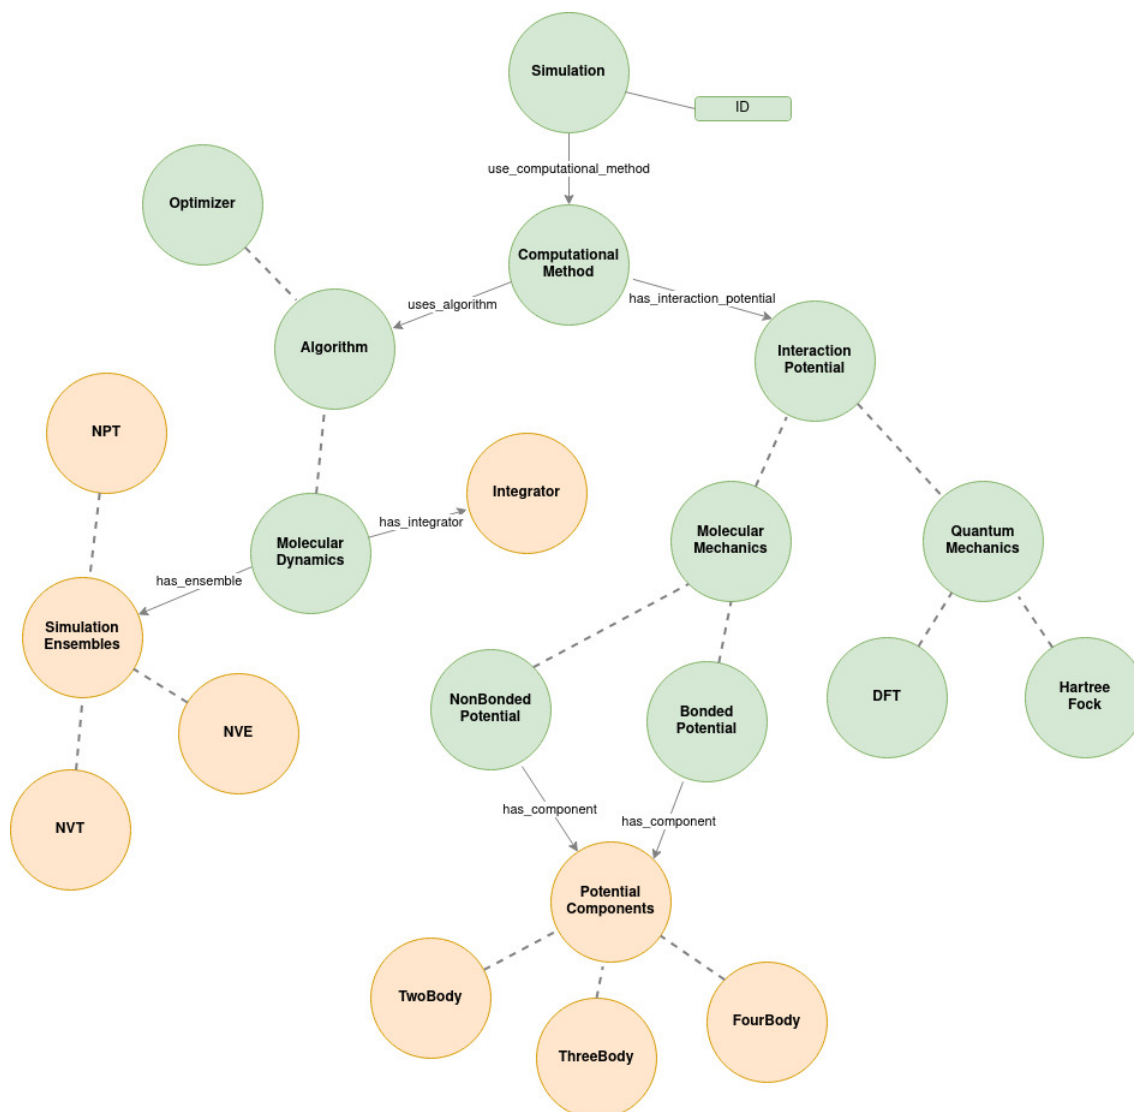 Simulation
ID
use_computational_method
Optimizer
Computational
Method
uses_algorithm
has_interaction_potential
Algorithm
Interaction
Potential
NPT
Integrator
has_integrator
Molecular
Dynamics
Molecular
Mechanics
Quantum
Mechanics
has_ensemble
Simulation
Ensembles
NonBonded
Potential
Bonded
Potential
DFT
Hartree
Fock
NVE
NVT
has_component
has_component
Potential
Components
TwoBody
FourBody
ThreeBody